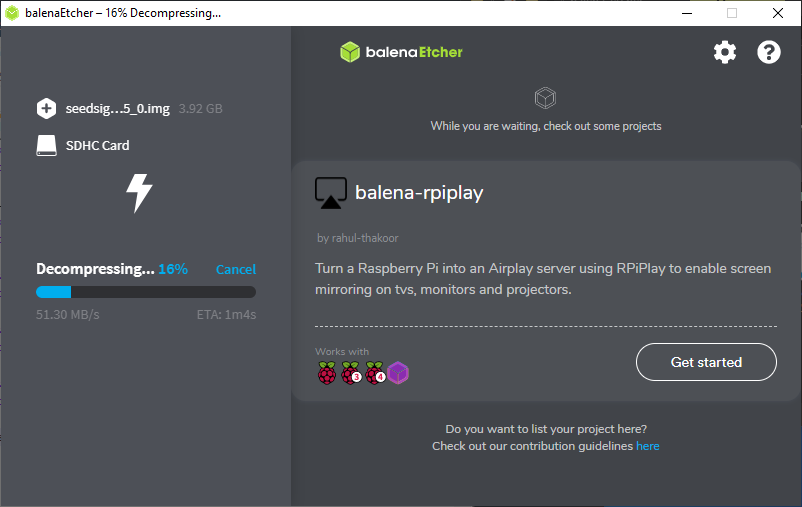 balenaEtcher – 16% Decompressing...
balenaEtcher
seedsig...5_0.img 3.92 GB
SDHC Card
Decompressing... 16% Cancel
51.30 MB/s ETA: 1m4s
While you are waiting, check out some projects
balena-rpiplay
by rahul-thakoor
Turn a Raspberry Pi into an Airplay server using RPiPlay to enable screen
mirroring on tvs, monitors and projectors.
Works with
3 4
Get started
Do you want to list your project here?
Check out our contribution guidelines here